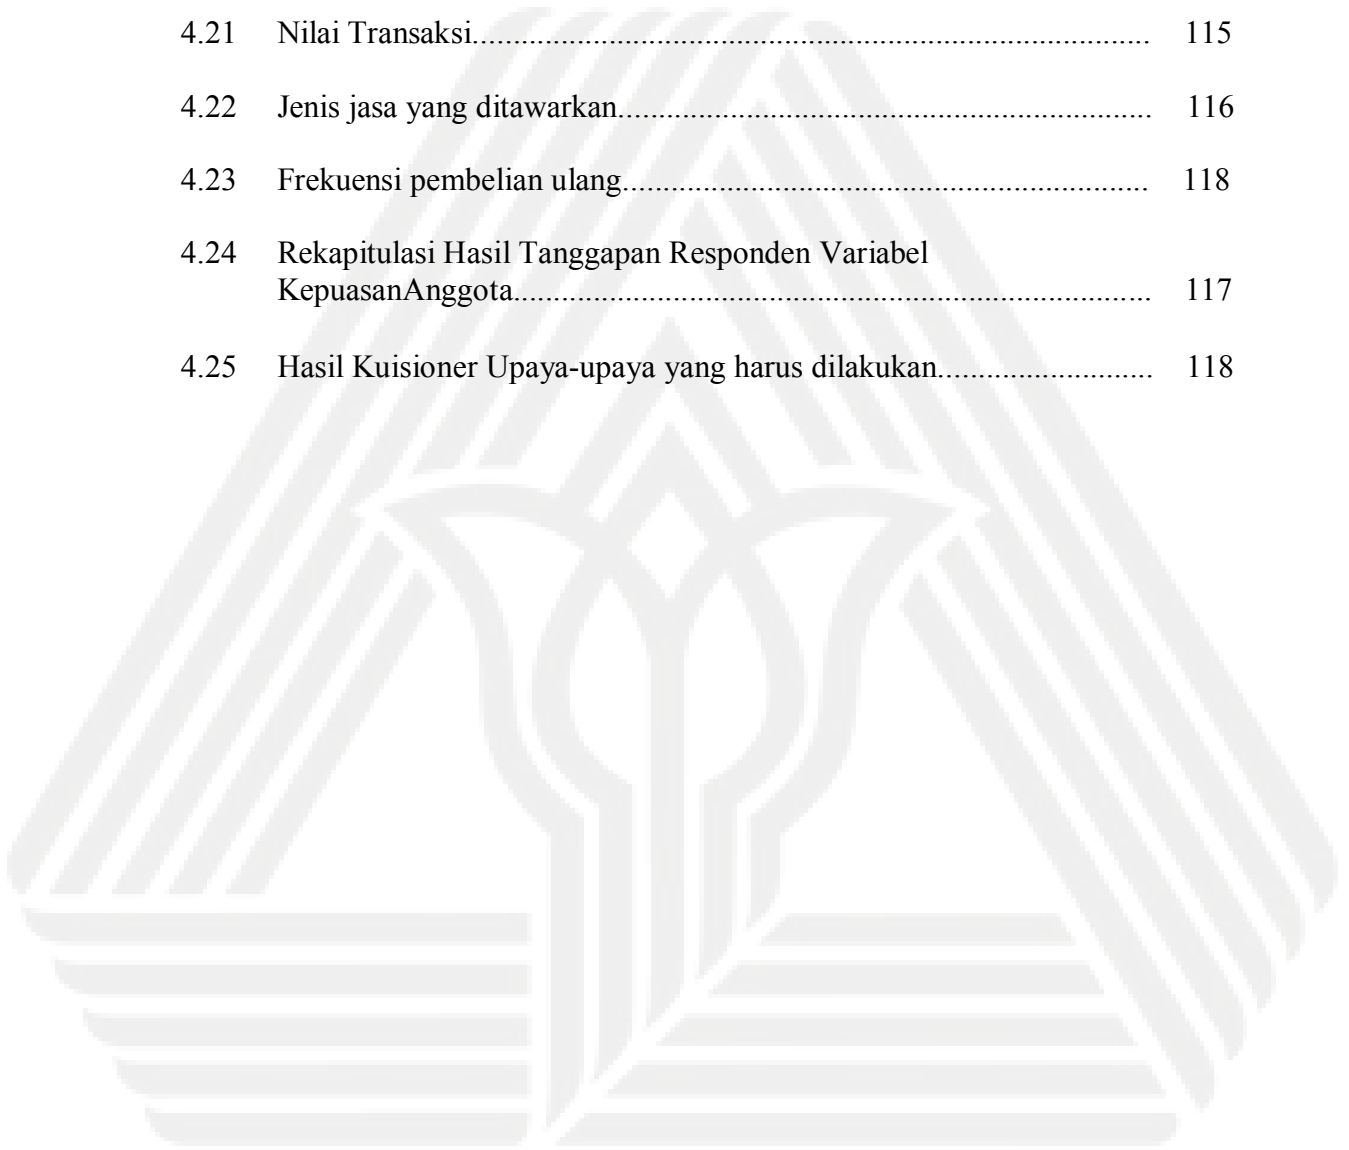 4.21 Nilai Transaksi.................................................................................... 115
4.22 Jenis jasa yang ditawarkan.................................................................. 116
4.23 Frekuensi pembelian ulang................................................................. 118
4.24 Rekapitulasi Hasil Tanggapan Responden Variabel
KepuasanAnggota............................................................................... 117
4.25 Hasil Kuisioner Upaya-upaya yang harus dilakukan.......................... 118